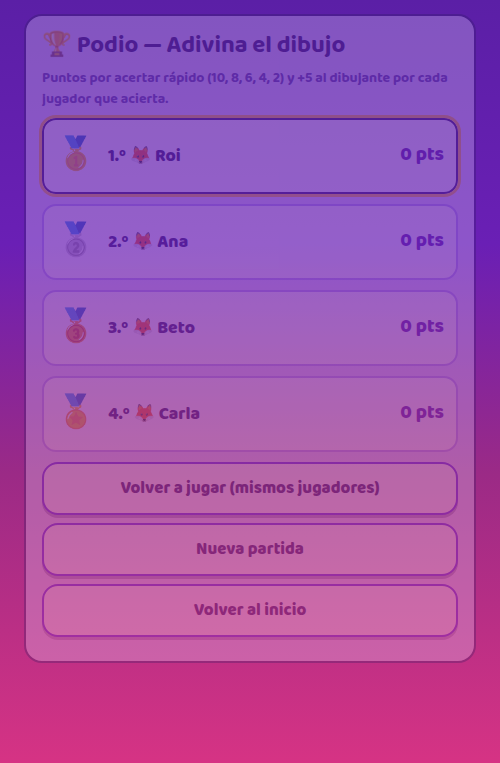 🏆 Podio — Adivina el dibujo
Puntos por acertar rápido (10, 8, 6, 4, 2) y +5 al dibujante por cada
jugador que acierta.
🥇 1.º 🦊 Roi 0 pts
🥈 2.º 🦊 Ana 0 pts
🥉 3.º 🦊 Beto 0 pts
🏅 4.º 🦊 Carla 0 pts
Volver a jugar (mismos jugadores)
Nueva partida
Volver al inicio